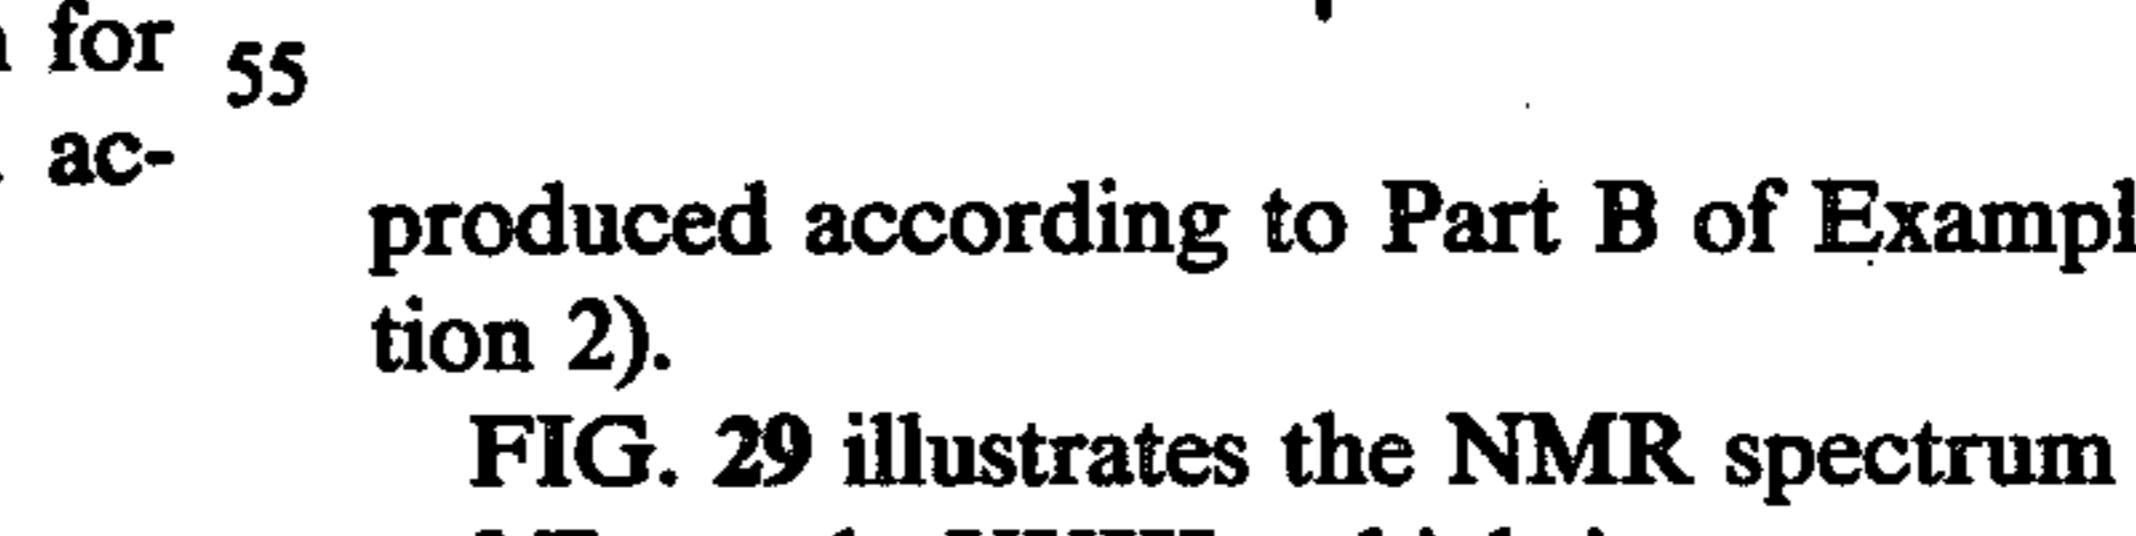 for
ac-
55
produced according to Part B of Exampl
tion 2).
FIG. 29 illustrates the NMR spectrum